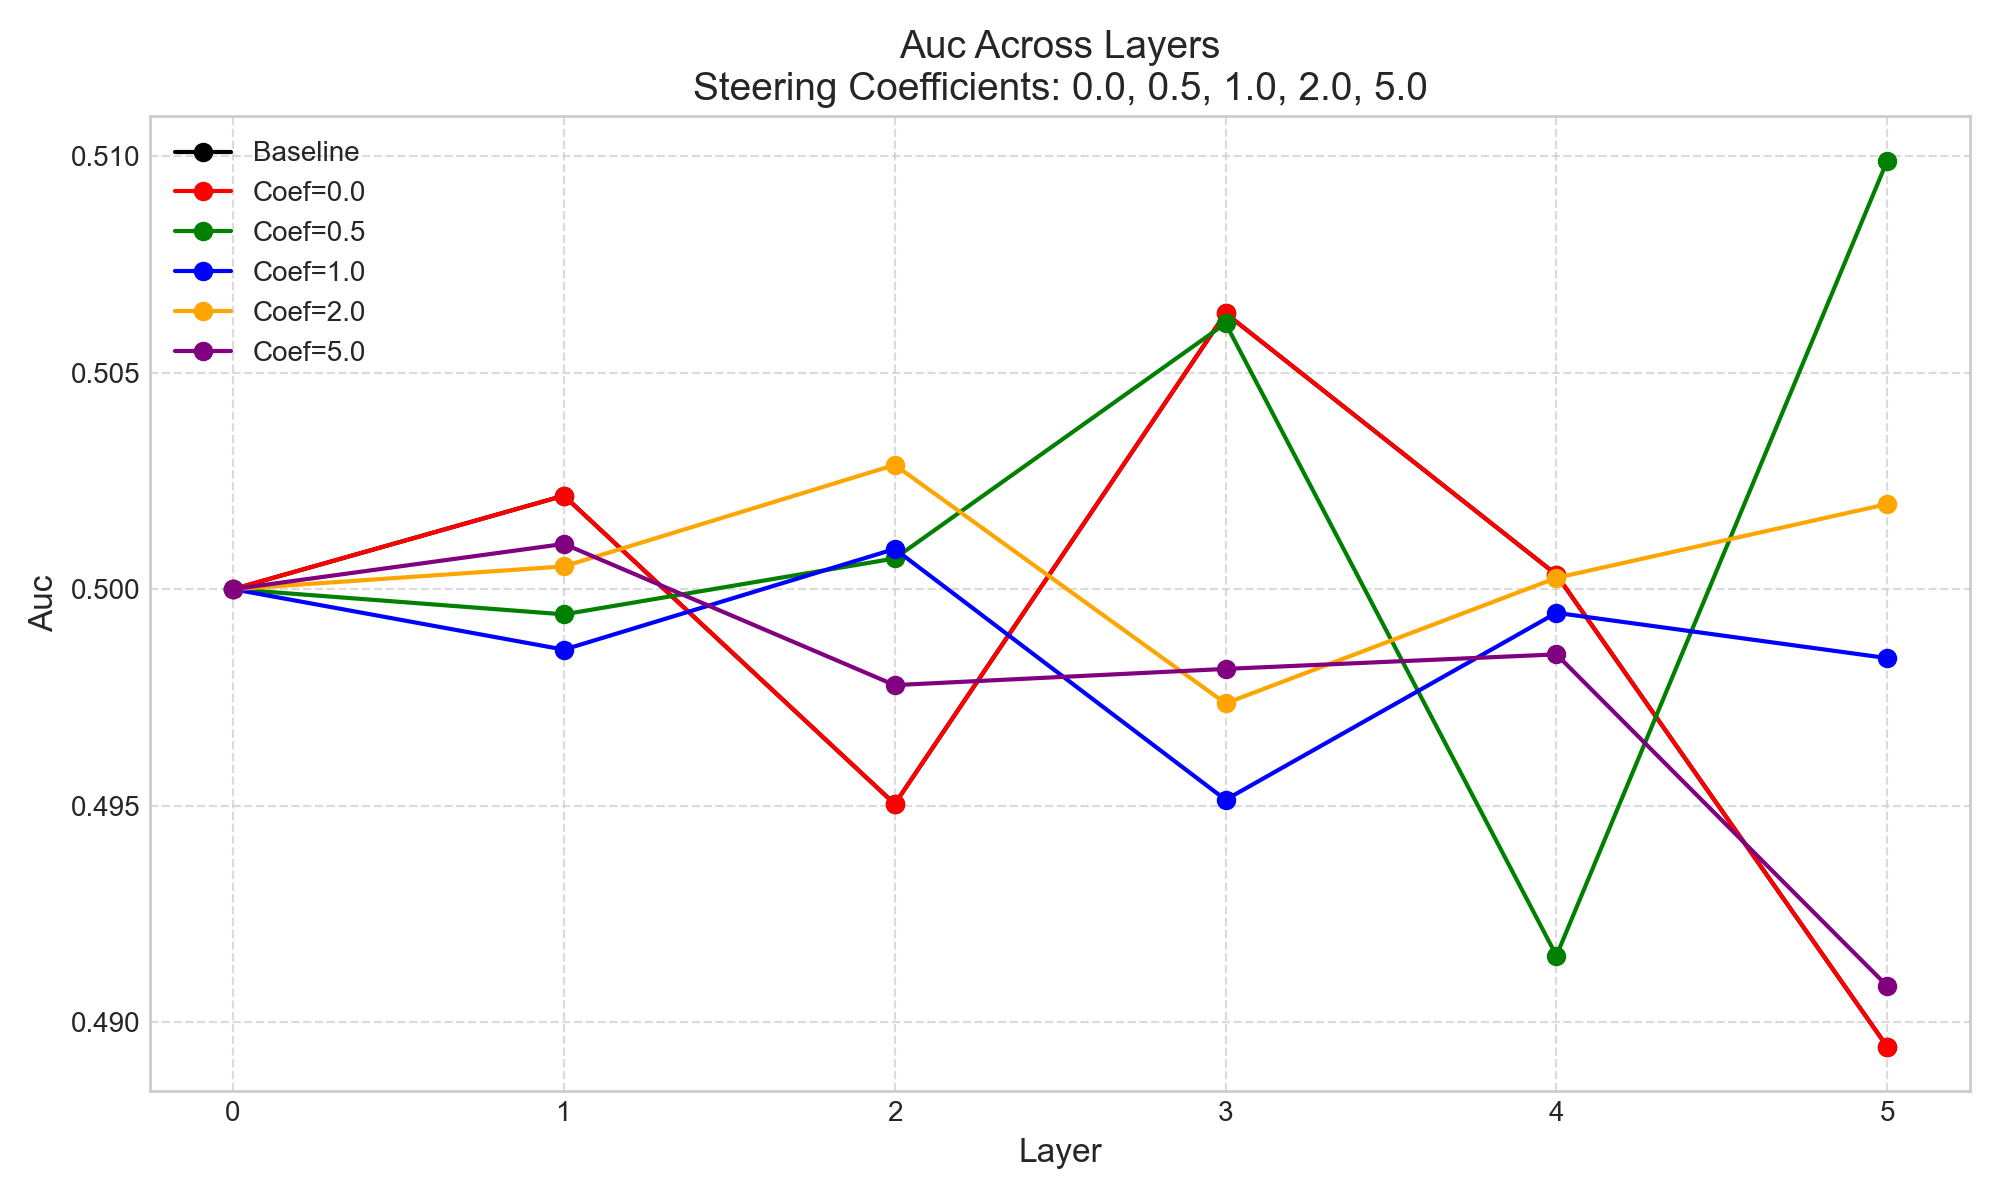 Auc Across Layers
Steering Coefficients: 0.0, 0.5, 1.0, 2.0, 5.0
Baseline
Coef=0.0
Coef=0.5
Coef=1.0
Coef=2.0
Coef=5.0
0.510
0.505
0.500
0.495
0.490
Auc
0 1 2 3 4 5
Layer